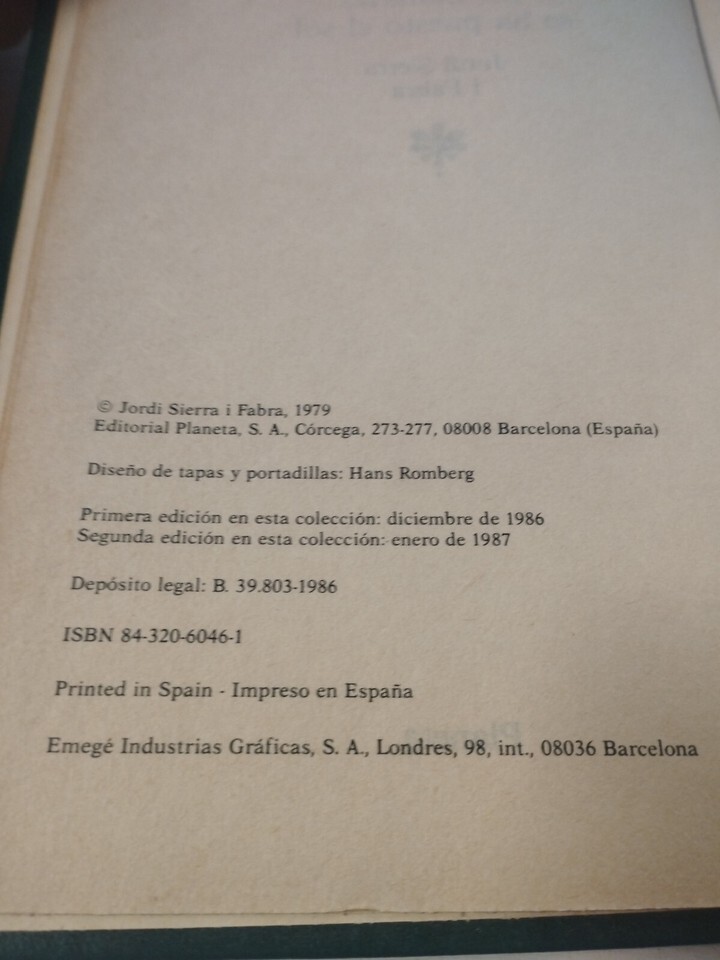 © Jordi Sierra i Fabra, 1979
Editorial Planeta, S. A., Córcega, 273-277, 08008 Barcelona (España)
Diseño de tapas y portadillas: Hans Romberg
Primera edición en esta colección: diciembre de 1986
Segunda edición en esta colección: enero de 1987
Depósito legal: B. 39.803-1986
ISBN 84-320-6046-1
Printed in Spain - Impreso en España
Emegé Industrias Gráficas, S. A., Londres, 98, int., 08036 Barcelona